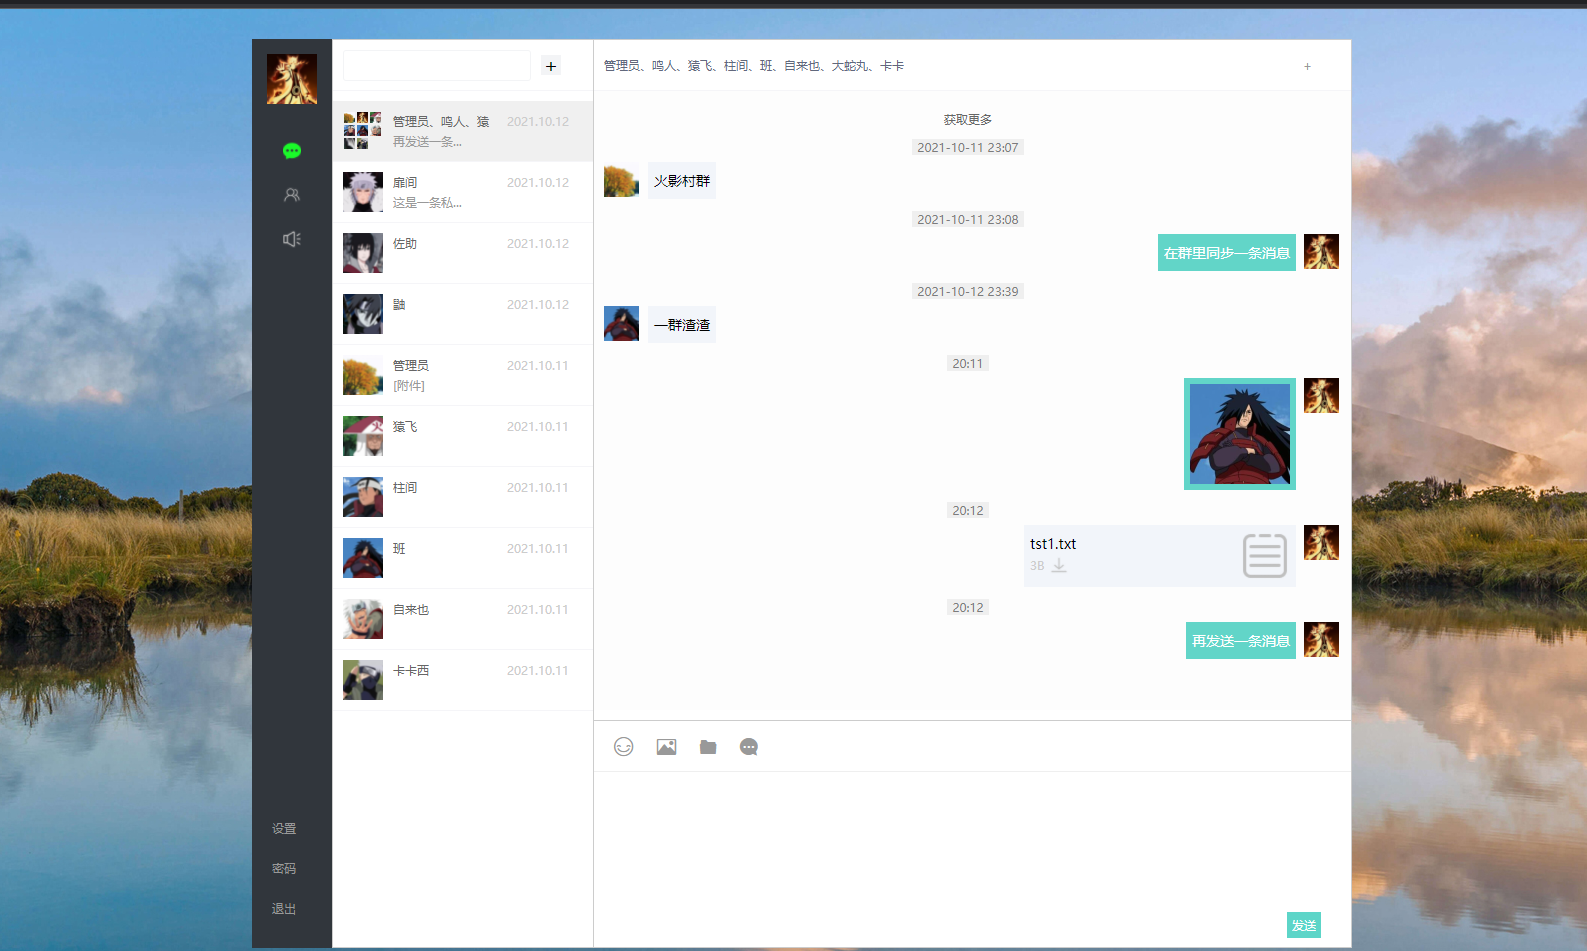 管理员、鸣人、猿飞、柱间、班、自来也、大蛇丸、卡卡
+
+
管理员、鸣人、猿 2021.10.12
再发送一条...
扉间 2021.10.12
这是一条私...
佐助 2021.10.12
鼬 2021.10.12
管理员 2021.10.11
[附件]
猿飞 2021.10.11
柱间 2021.10.11
班 2021.10.11
自来也 2021.10.11
卡卡西 2021.10.11
设置
密码
退出
获取更多
2021-10-11 23:07
火影村群
2021-10-11 23:08
在群里同步一条消息
2021-10-12 23:39
一群渣渣
20:11
20:12
tst1.txt
3B
20:12
再发送一条消息
发送